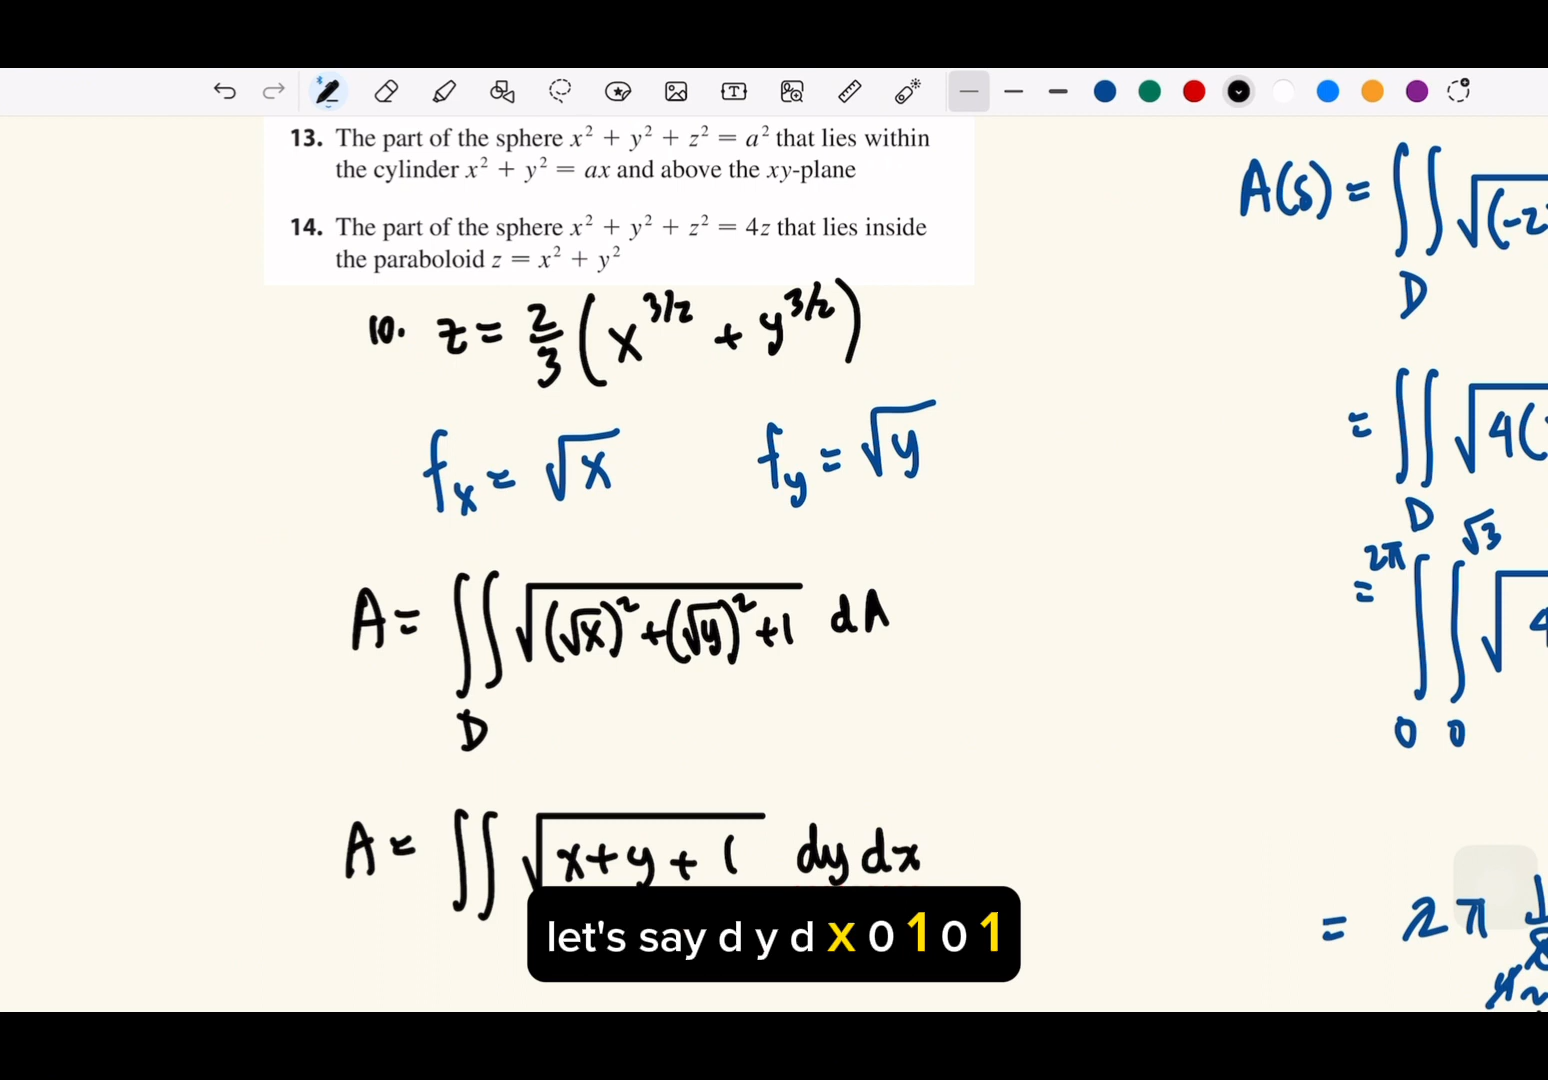 13. The part of the sphere x² + y² + z² = a² that lies within
the cylinder x² + y² = ax and above the xy-plane
14. The part of the sphere x² + y² + z² = 4z that lies inside
the paraboloid z = x² + y²
10. z = 2/3 (x^3/2 + y^3/2)
f_x = √x f_y = √y
A = ∬_D √((√x)² + (√y)² + 1) dA
A = ∬ √(x + y + 1) dy dx
let's say d y d x 0 1 0 1
A(S) = ∬_D √(-2
= ∬_D √4(
= ∫_0^2π ∫_0^√3 √4
= 2π